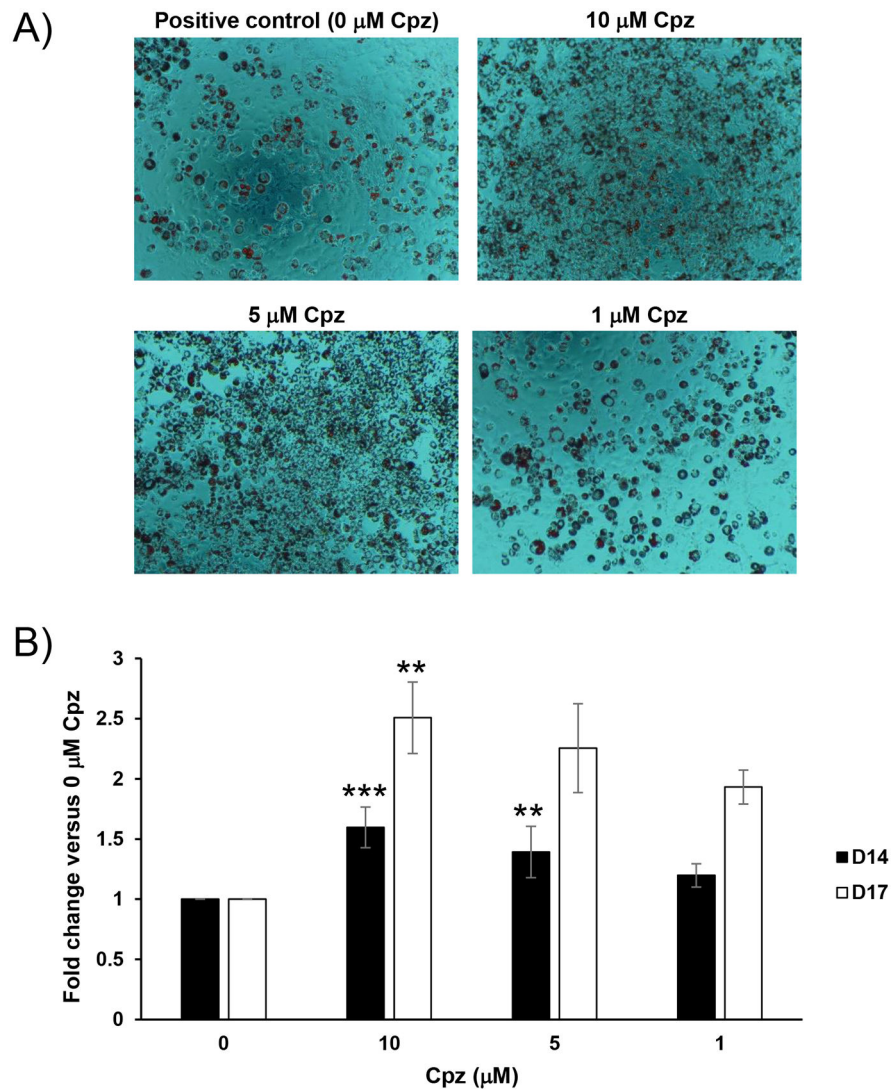 A)
Positive control (0 μM Cpz)
10 μM Cpz
5 μM Cpz
1 μM Cpz
B)
Fold change versus 0 μM Cpz
3
2.5
2
1.5
1
0.5
0
**
***
**
D14
D17
0
10
5
1
Cpz (μM)